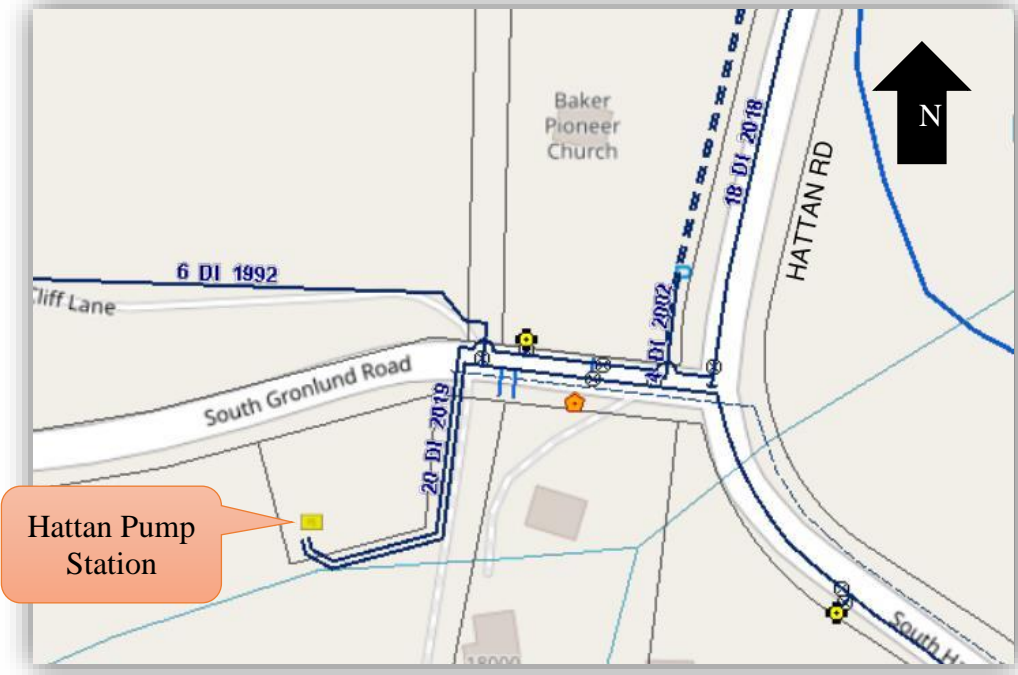 Baker
Pioneer
Church
N
18 DI 2018
HATTAN RD
6 DI 1992
Cliff Lane
4 DI 2002
South Gronlund Road
20 DI 2019
Hattan Pump
Station
South H
18000